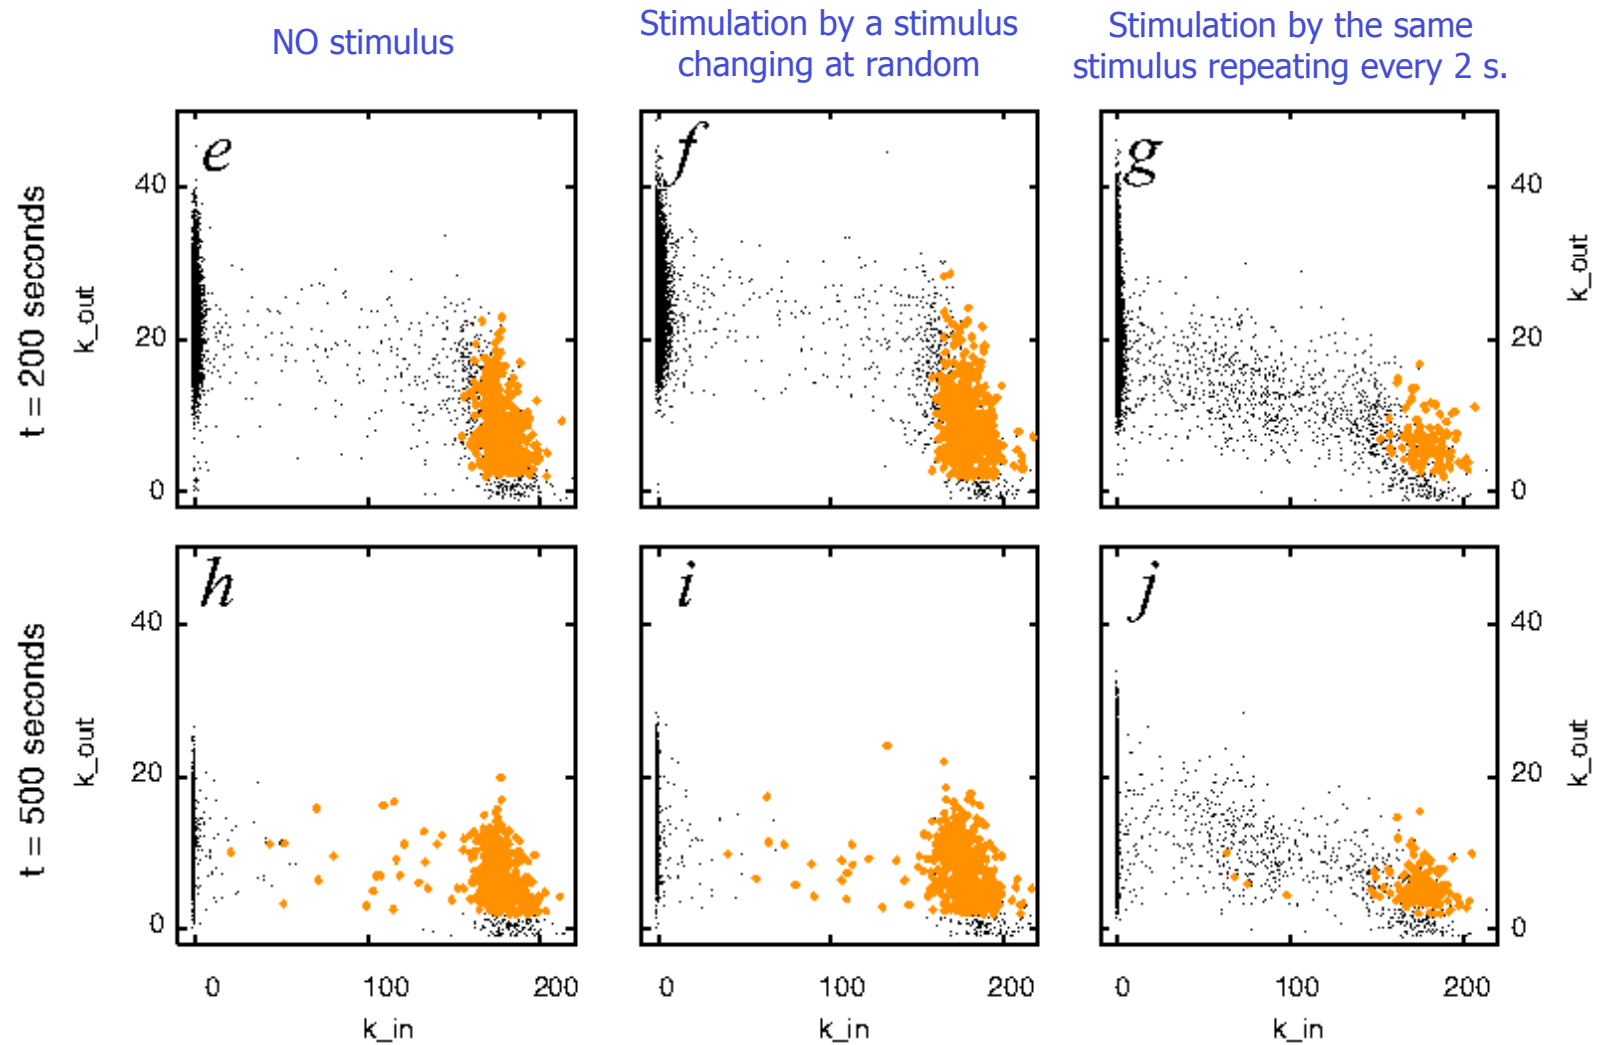 NO stimulus
Stimulation by a stimulus
changing at random
Stimulation by the same
stimulus repeating every 2 s.
t = 200 seconds
k_out
40
20
0
e
f
g
40
20
0
k_out
t = 500 seconds
k_out
40
20
0
h
i
j
40
20
0
k_out
0 100 200
0 100 200
0 100 200
k_in
k_in
k_in